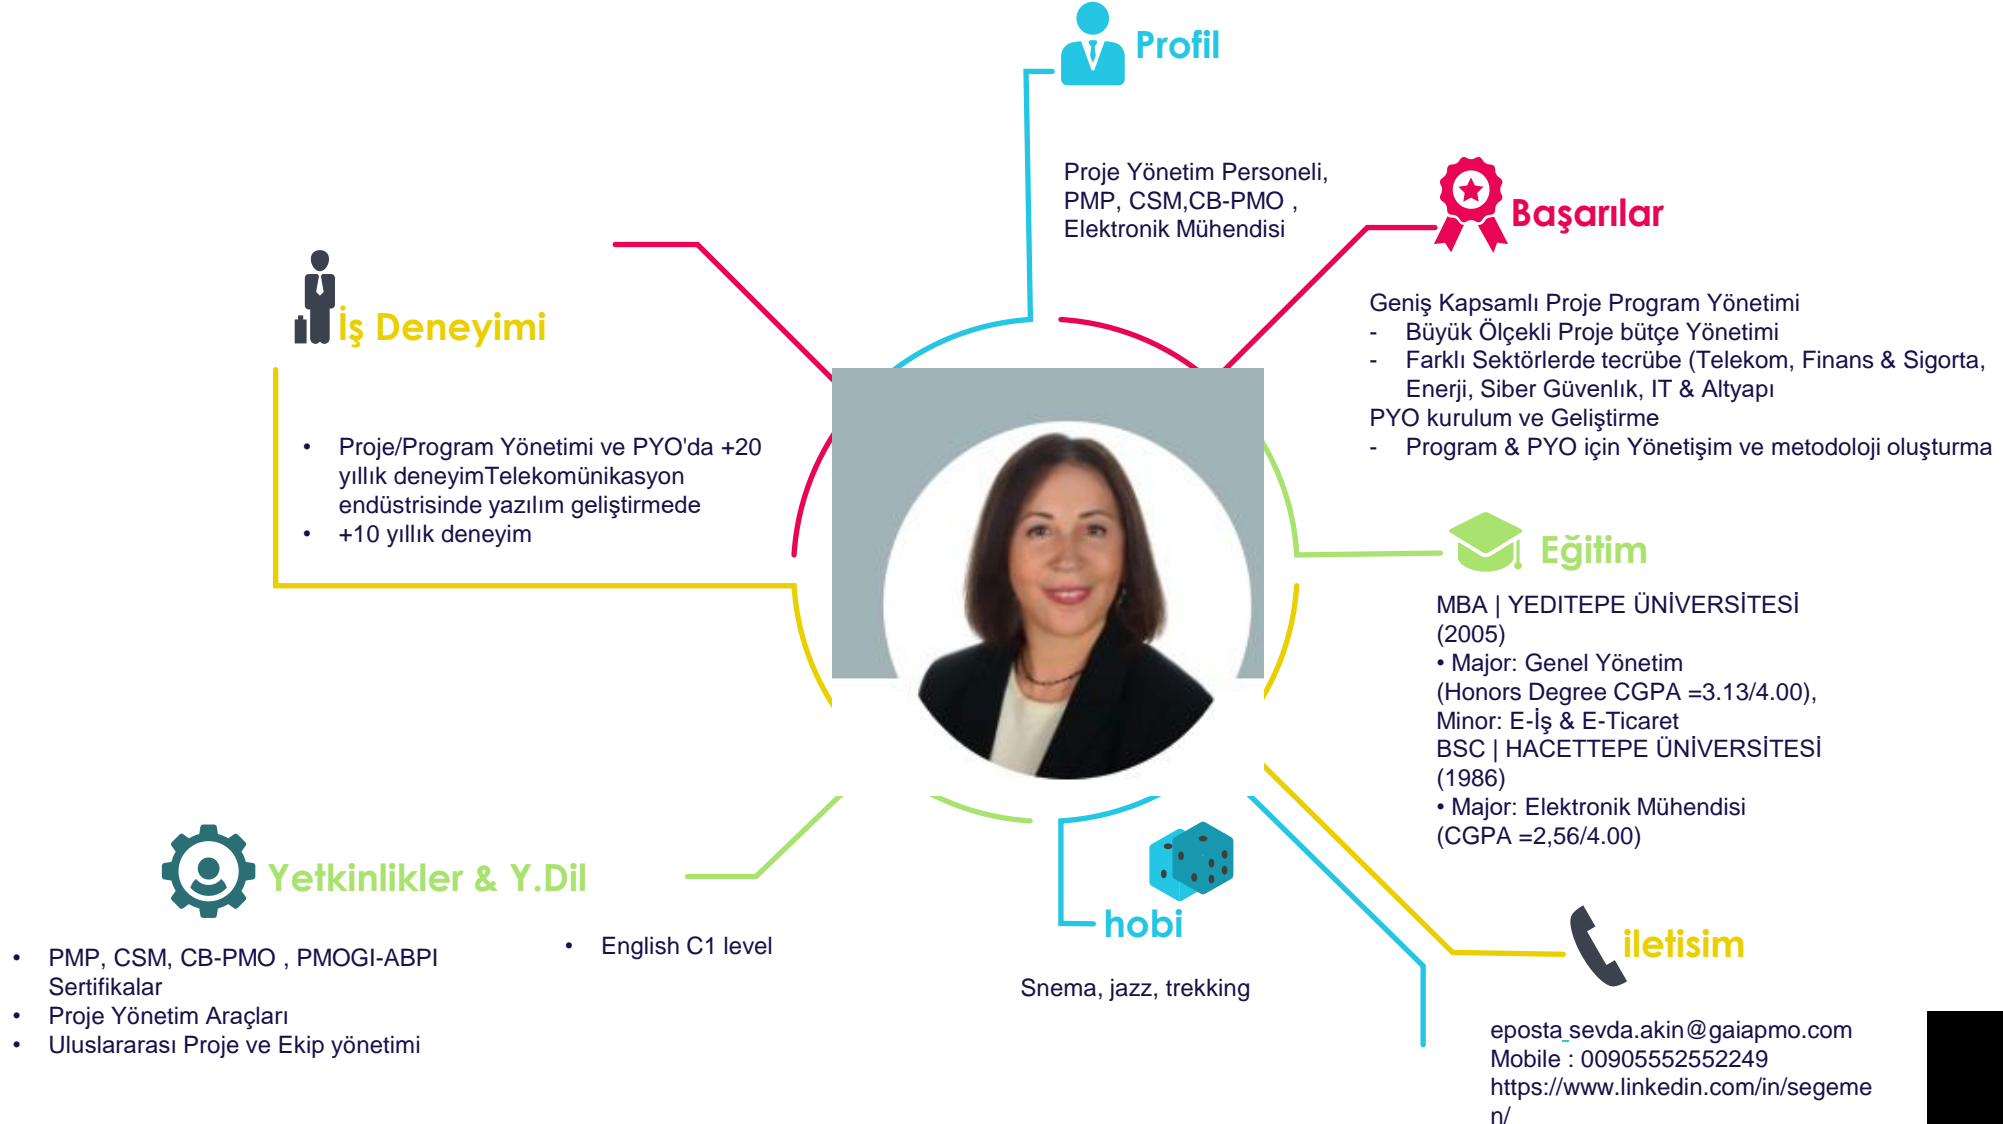 Profil
Proje Yönetim Personeli,
PMP, CSM,CB-PMO ,
Elektronik Mühendisi
Başarılar
Geniş Kapsamlı Proje Program Yönetimi
- Büyük Ölçekli Proje bütçe Yönetimi
- Farklı Sektörlerde tecrübe (Telekom, Finans & Sigorta,
Enerji, Siber Güvenlık, IT & Altyapı
PYO kurulum ve Geliştirme
- Program & PYO için Yönetişim ve metodoloji oluşturma
İş Deneyimi
• Proje/Program Yönetimi ve PYO'da +20
yıllık deneyimTelekomünikasyon
endüstrisinde yazılım geliştirmede
• +10 yıllık deneyim
Eğitim
MBA | YEDITEPE ÜNİVERSİTESİ
(2005)
• Major: Genel Yönetim
(Honors Degree CGPA =3.13/4.00),
Minor: E-İş & E-Ticaret
BSC | HACETTEPE ÜNİVERSİTESİ
(1986)
• Major: Elektronik Mühendisi
(CGPA =2,56/4.00)
Yetkinlikler & Y.Dil
• PMP, CSM, CB-PMO , PMOGI-ABPI
Sertifikalar
• Proje Yönetim Araçları
• Uluslararası Proje ve Ekip yönetimi
• English C1 level
hobi
Snema, jazz, trekking
iletisim
eposta sevda.akin@gaiapmo.com
Mobile : 00905552552249
https://www.linkedin.com/in/segeme
n/